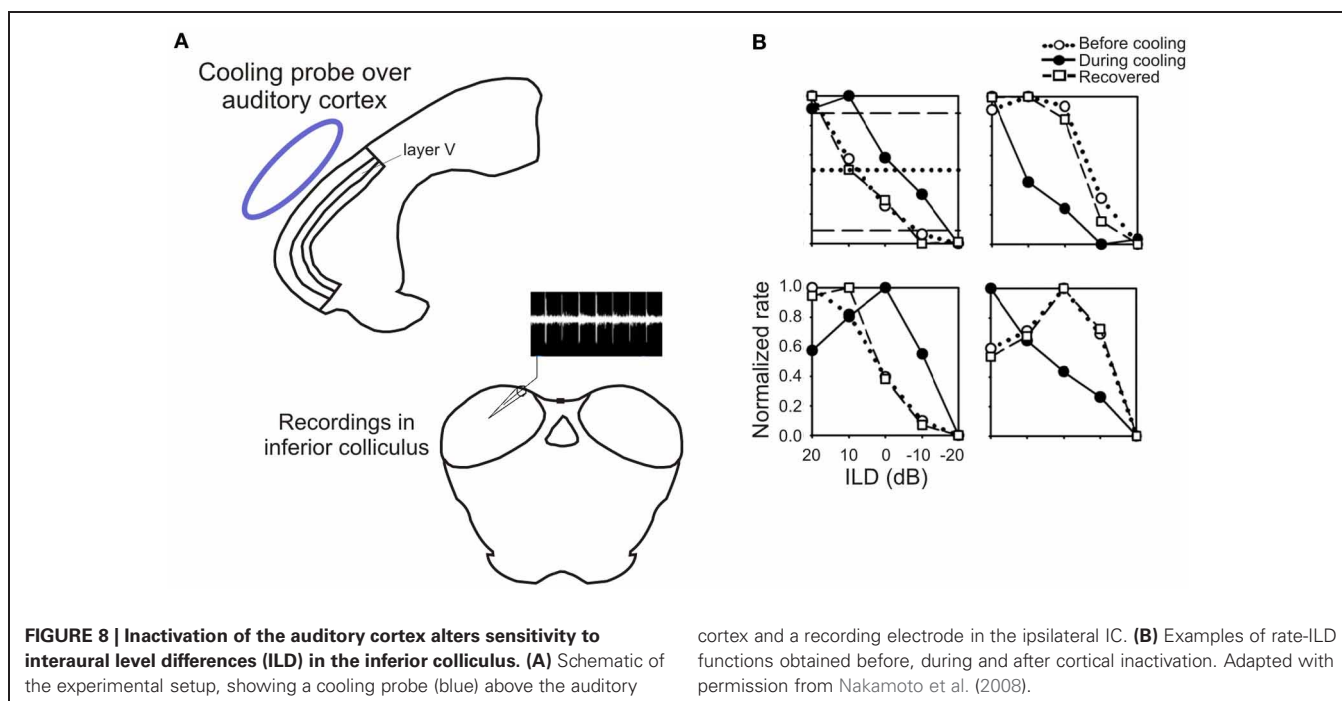 A
Cooling probe over
auditory cortex
layer V
Recordings in
inferior colliculus
B
Before cooling
During cooling
Recovered
Normalized rate
1.0
0.8
0.6
0.4
0.2
0.0
20 10 0 -10 -20
ILD (dB)
FIGURE 8 | Inactivation of the auditory cortex alters sensitivity to
interaural level differences (ILD) in the inferior colliculus. (A) Schematic of
the experimental setup, showing a cooling probe (blue) above the auditory
cortex and a recording electrode in the ipsilateral IC. (B) Examples of rate-ILD
functions obtained before, during and after cortical inactivation. Adapted with
permission from Nakamoto et al. (2008).